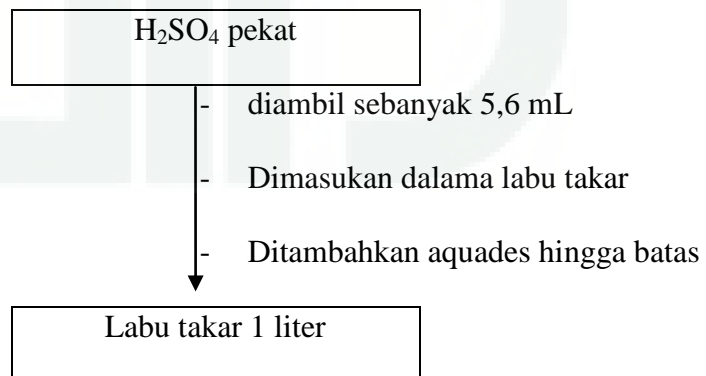 H₂SO₄ pekat
- diambil sebanyak 5,6 mL
- Dimasukan dalama labu takar
- Ditambahkan aquades hingga batas
Labu takar 1 liter